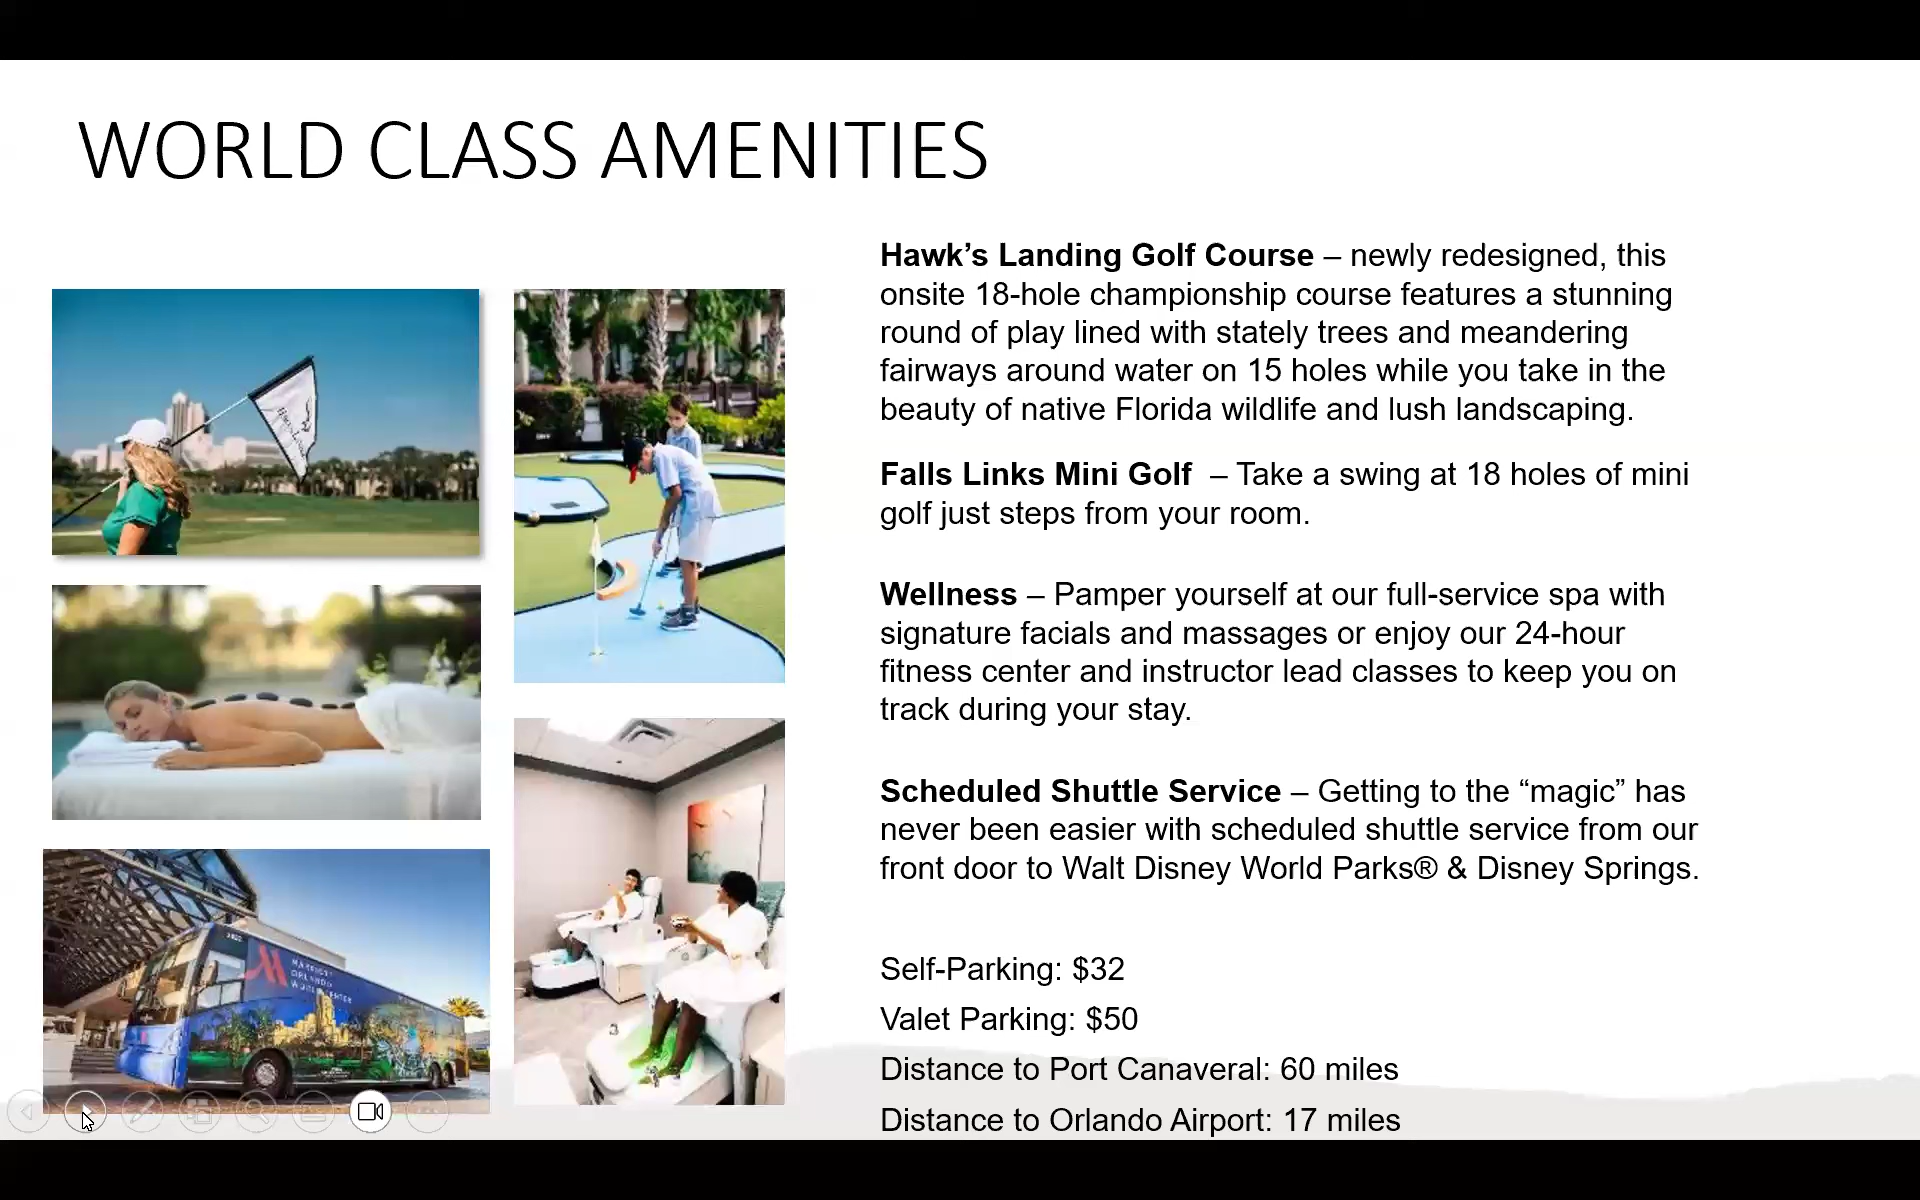 WORLD CLASS AMENITIES
Hawk’s Landing Golf Course – newly redesigned, this
onsite 18-hole championship course features a stunning
round of play lined with stately trees and meandering
fairways around water on 15 holes while you take in the
beauty of native Florida wildlife and lush landscaping.
Falls Links Mini Golf – Take a swing at 18 holes of mini
golf just steps from your room.
Wellness – Pamper yourself at our full-service spa with
signature facials and massages or enjoy our 24-hour
fitness center and instructor lead classes to keep you on
track during your stay.
Scheduled Shuttle Service – Getting to the “magic” has
never been easier with scheduled shuttle service from our
front door to Walt Disney World Parks® & Disney Springs.
Self-Parking: $32
Valet Parking: $50
Distance to Port Canaveral: 60 miles
Distance to Orlando Airport: 17 miles
MARRIOTT
ORLANDO
WORLD CENTER